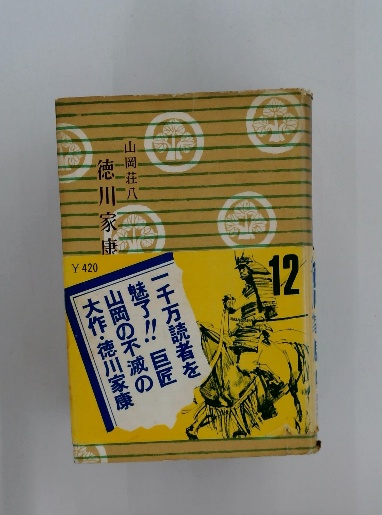 山岡荘八
徳川家康
¥420
12
一千万読者を
魅了!! 巨匠
山岡の不滅の
大作 徳川家康